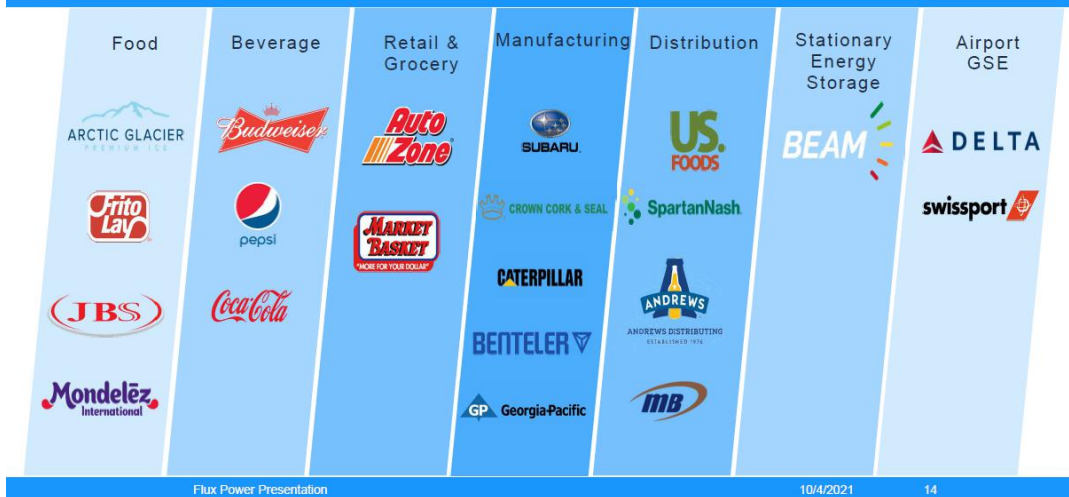 Food
ARCTIC GLACIER
PREMIUM ICE
Frito
Lay
JBS
Mondelēz
International
Beverage
Budweiser
pepsi
Coca-Cola
Retail &
Grocery
Auto
Zone
MARKET
BASKET
"MORE FOR YOUR DOLLAR"
Manufacturing
SUBARU
CROWN CORK & SEAL
CATERPILLAR
BENTELER
GP Georgia-Pacific
Distribution
US.
FOODS
SpartanNash
ANDREWS
ANDREWS DISTRIBUTING
ESTABLISHED 1976
MB
Stationary
Energy
Storage
BEAM
Airport
GSE
DELTA
swissport
Flux Power Presentation
10/4/2021
14